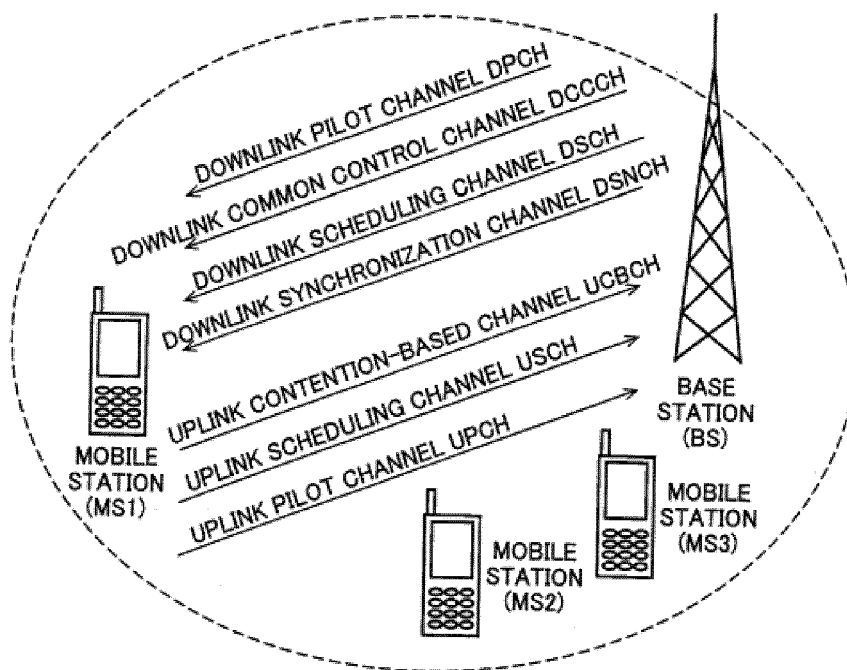 DOWNLINK PILOT CHANNEL DPCH
DOWNLINK COMMON CONTROL CHANNEL DCCCH
DOWNLINK SCHEDULING CHANNEL DSCH
DOWNLINK SYNCHRONIZATION CHANNEL DSNCH
UPLINK CONTENTION-BASED CHANNEL UCBCH
UPLINK SCHEDULING CHANNEL USCH
UPLINK PILOT CHANNEL UPCH
MOBILE
STATION
(MS1)
BASE
STATION
(BS)
MOBILE
STATION
(MS2)
MOBILE
STATION
(MS3)